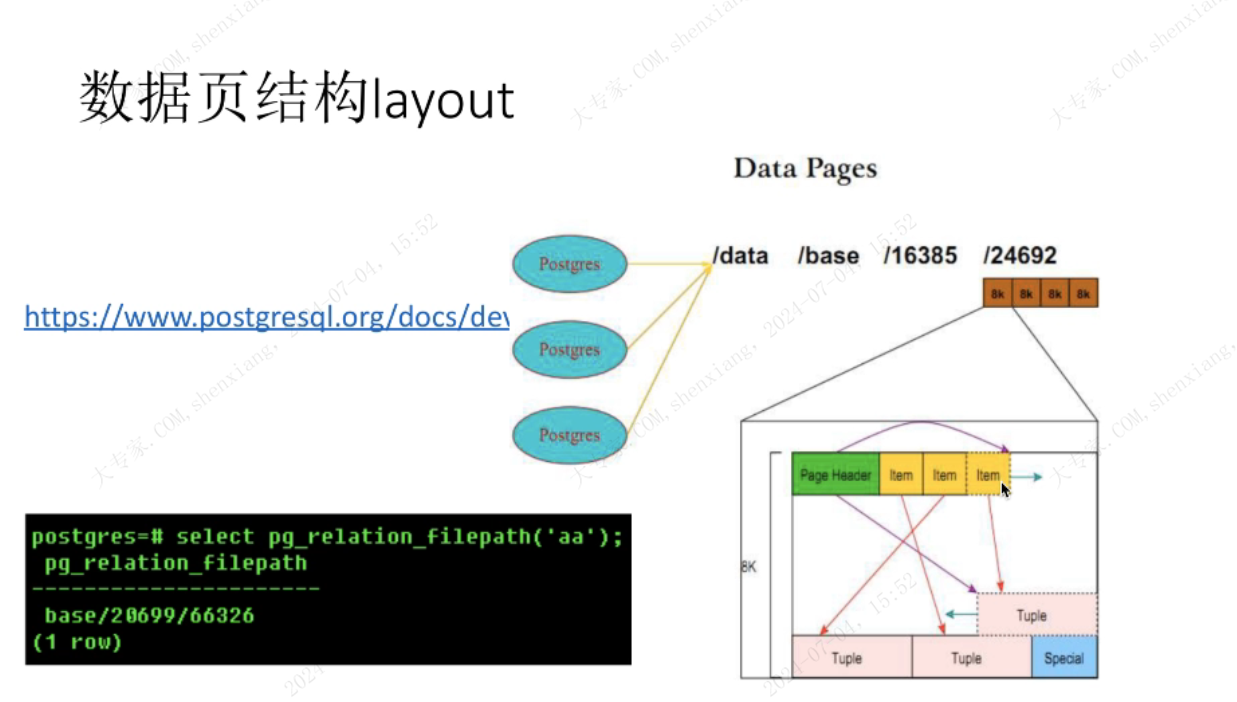 数据页结构layout
Data Pages
/data /base /16385 /24692
8k 8k 8k 8k
Postgres
Postgres
Postgres
https://www.postgresql.org/docs/dev
Page Header Item Item Item
8K
Tuple
Tuple Tuple Special
postgres=# select pg_relation_filepath('aa');
pg_relation_filepath
----------------------
base/20699/66326
(1 row)
大专家.COM, shenxiang, 2024-07-04, 15:52